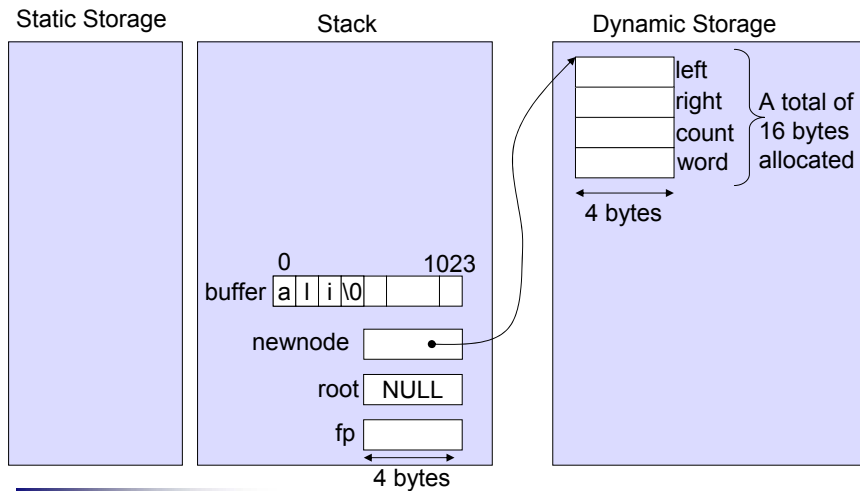 Static Storage
Stack
Dynamic Storage
left
right
count
word
A total of
16 bytes
allocated
4 bytes
0 1023
buffer a l i \0
newnode
root NULL
fp
4 bytes